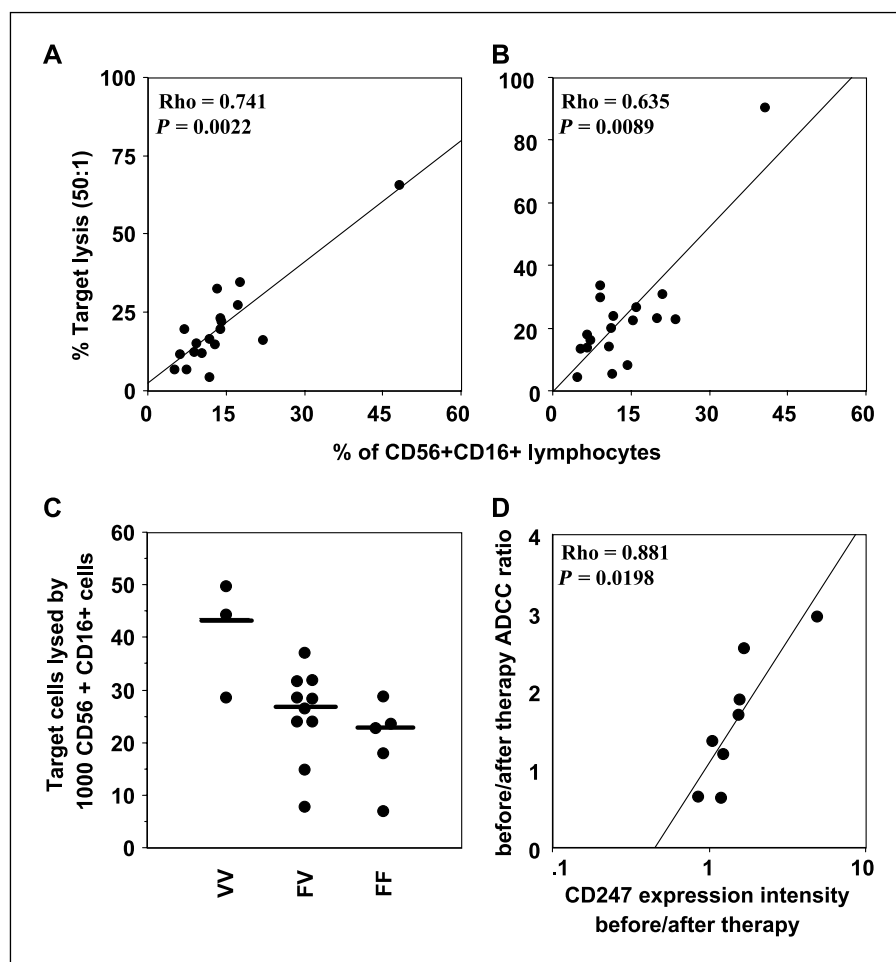 A
100
75
50
25
0
Rho = 0.741
P = 0.0022
0 15 30 45 60
% Target lysis (50:1)
B
100
80
60
40
20
0
Rho = 0.635
P = 0.0089
0 15 30 45 60
% of CD56+CD16+ lymphocytes
C
60
50
40
30
20
10
0
Target cells lysed by
1000 CD56 + CD16+ cells
VV FV FF
D
4
3
2
1
0
Rho = 0.881
P = 0.0198
before/after therapy ADCC ratio
.1 1 10
CD247 expression intensity
before/after therapy